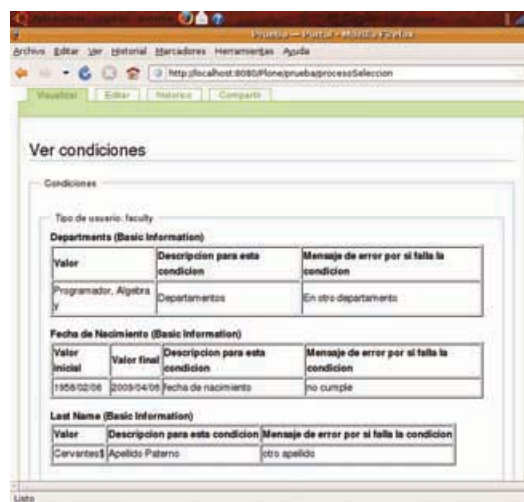 Prueba — Portal - Mozilla Firefox
Archivo Editar Ver Historial Marcadores Herramientas Ayuda
http://localhost:8080/Plone/prueba/procesoSeleccion
Visualizar Editar Historico Compartir
Ver condiciones
Condiciones
Tipo de usuario: faculty
Departments (Basic Information)
Valor Descripcion para esta condicion Mensaje de error por si falla la condicion
Programador, Algebra y Departamentos En otro departamento
Fecha de Nacimiento (Basic Information)
Valor inicial Valor final Descripcion para esta condicion Mensaje de error por si falla la condicion
1958/02/06 2009/04/06 fecha de nacimiento no cumple
Last Name (Basic Information)
Valor Descripcion para esta condicion Mensaje de error por si falla la condicion
Cervantes$ Apellido Paterno otro apellido
Listo